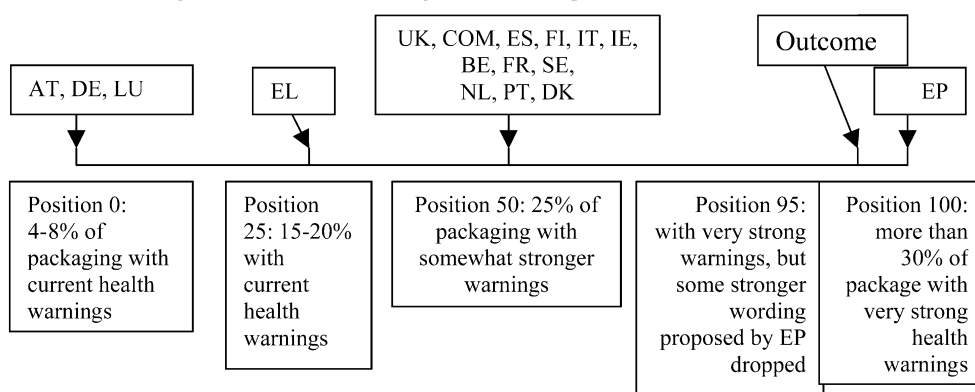 AT, DE, LU
EL
UK, COM, ES, FI, IT, IE,
BE, FR, SE,
NL, PT, DK
Outcome
EP
Position 0:
4-8% of
packaging with
current health
warnings
Position
25: 15-20%
with
current
health
warnings
Position 50: 25% of
packaging with
somewhat stronger
warnings
Position 95:
with very strong
warnings, but
some stronger
wording
proposed by EP
dropped
Position 100:
more than
30% of
package with
very strong
health
warnings